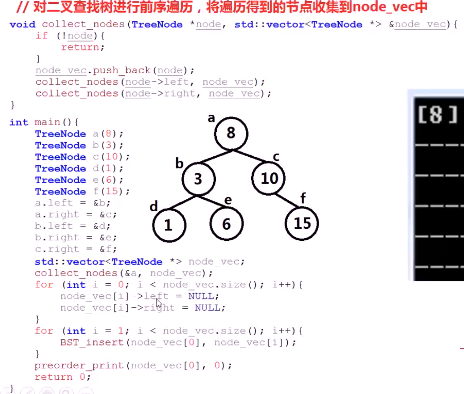 // 对二叉查找树进行前序遍历，将遍历得到的节点收集到node_vec中
void collect_nodes(TreeNode *node, std::vector<TreeNode *> &node_vec){
if (!node){
return;
}
node_vec.push_back(node);
collect_nodes(node->left, node_vec);
collect_nodes(node->right, node_vec);
}
int main(){
TreeNode a(8);
TreeNode b(3);
TreeNode c(10);
TreeNode d(1);
TreeNode e(6);
TreeNode f(15);
a.left = &b;
a.right = &c;
b.left = &d;
b.right = &e;
c.right = &f;
std::vector<TreeNode *> node_vec;
collect_nodes(&a, node_vec);
for (int i = 0; i < node_vec.size(); i++){
node_vec[i]->left = NULL;
node_vec[i]->right = NULL;
}
for (int i = 1; i < node_vec.size(); i++){
BST_insert(node_vec[0], node_vec[i]);
}
preorder_print(node_vec[0], 0);
return 0;
}
a
8
b
3
c
10
d
1
e
6
f
15
[8]
-----
-----
-----
-----
-----